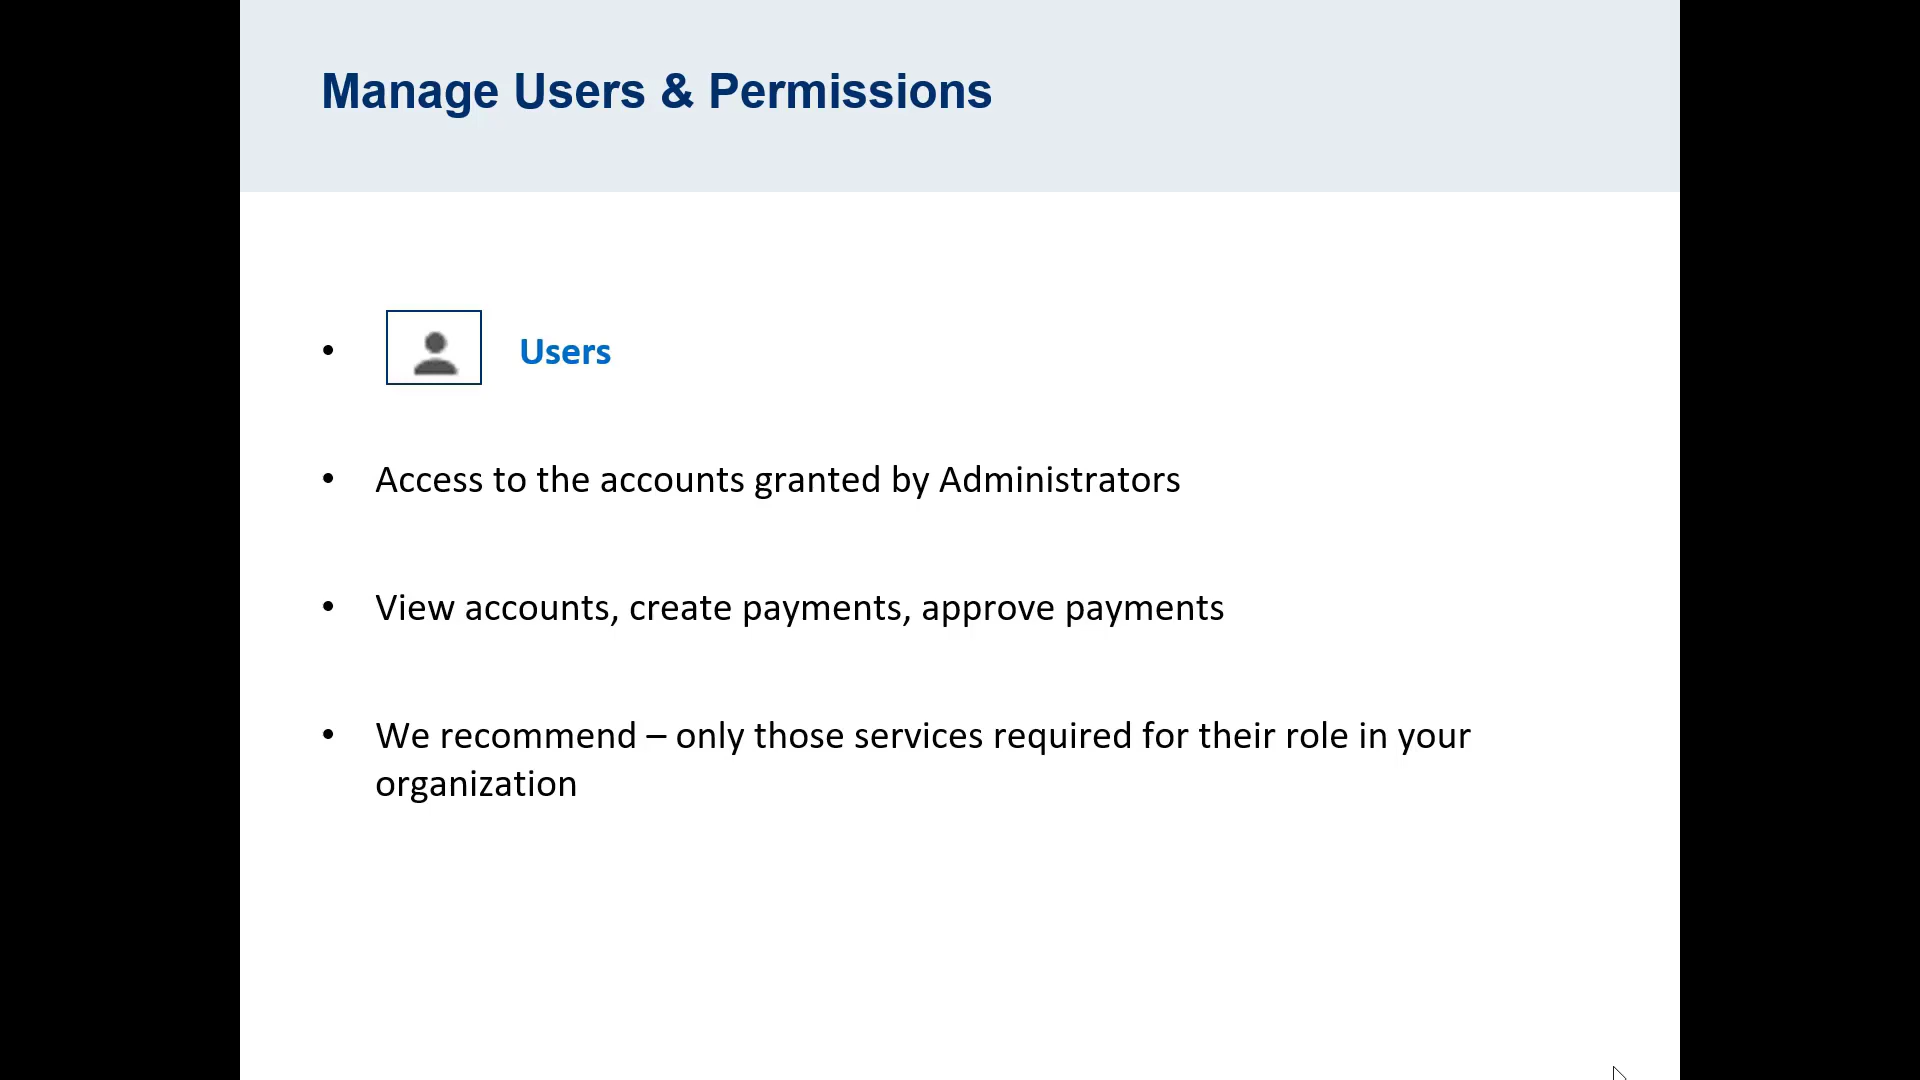 Manage Users & Permissions
• Users
• Access to the accounts granted by Administrators
• View accounts, create payments, approve payments
• We recommend – only those services required for their role in your
organization